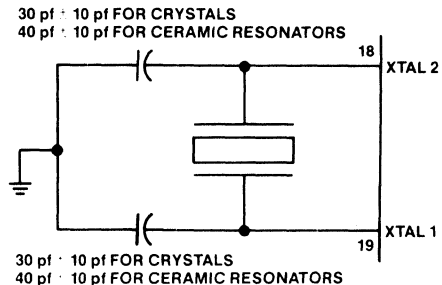 30 pf ± 10 pf FOR CRYSTALS
40 pf ± 10 pf FOR CERAMIC RESONATORS
18
XTAL 2
XTAL 1
19
30 pf ± 10 pf FOR CRYSTALS
40 pf ± 10 pf FOR CERAMIC RESONATORS